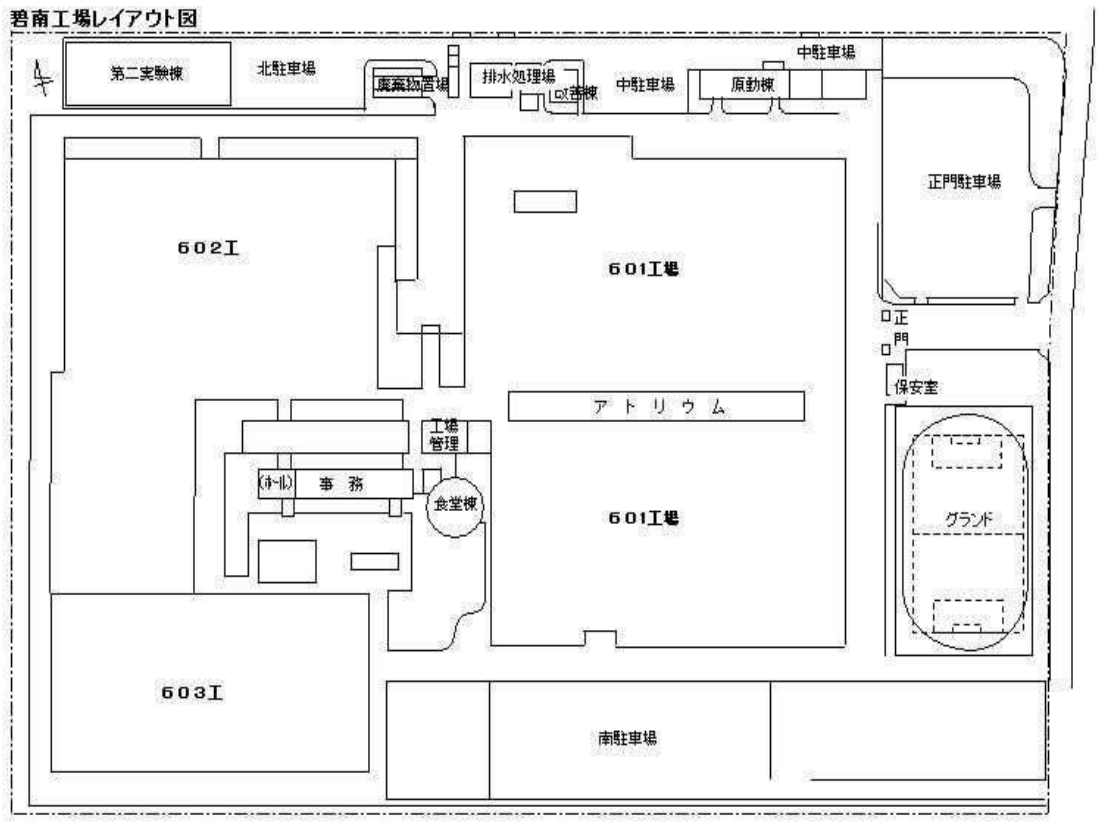 碧南工場レイアウト図
中駐車場
第二実験棟
北駐車場
廃棄物置場
排水処理場
改善棟
中駐車場
原動棟
正門駐車場
602工
601工場
正
門
保安室
アトリウム
工場
管理
(ホール)
事務
食堂棟
601工場
グランド
603工
南駐車場